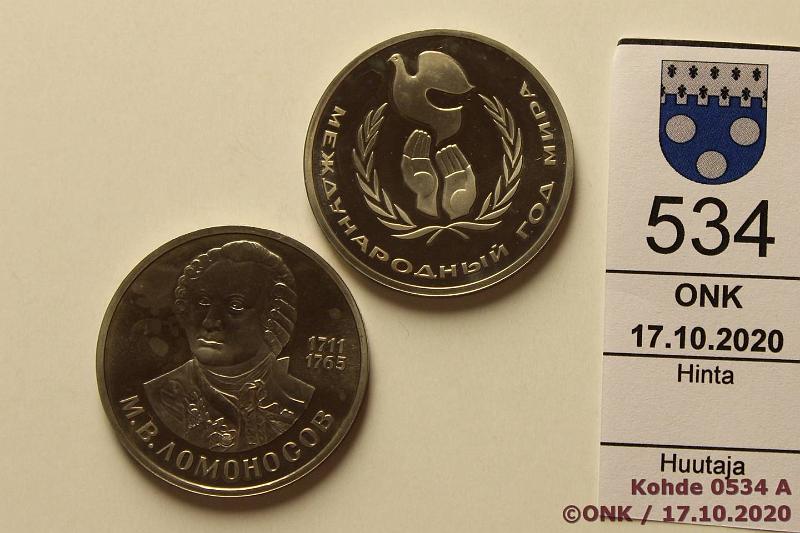 МЕЖДУНАРОДНЫЙ ГОД МИРА
1711
1765
М.В.ЛОМОНОСОВ
534
ONK
17.10.2020
Hinta
Huutaja
Kohde 0534 A
©ONK / 17.10.2020